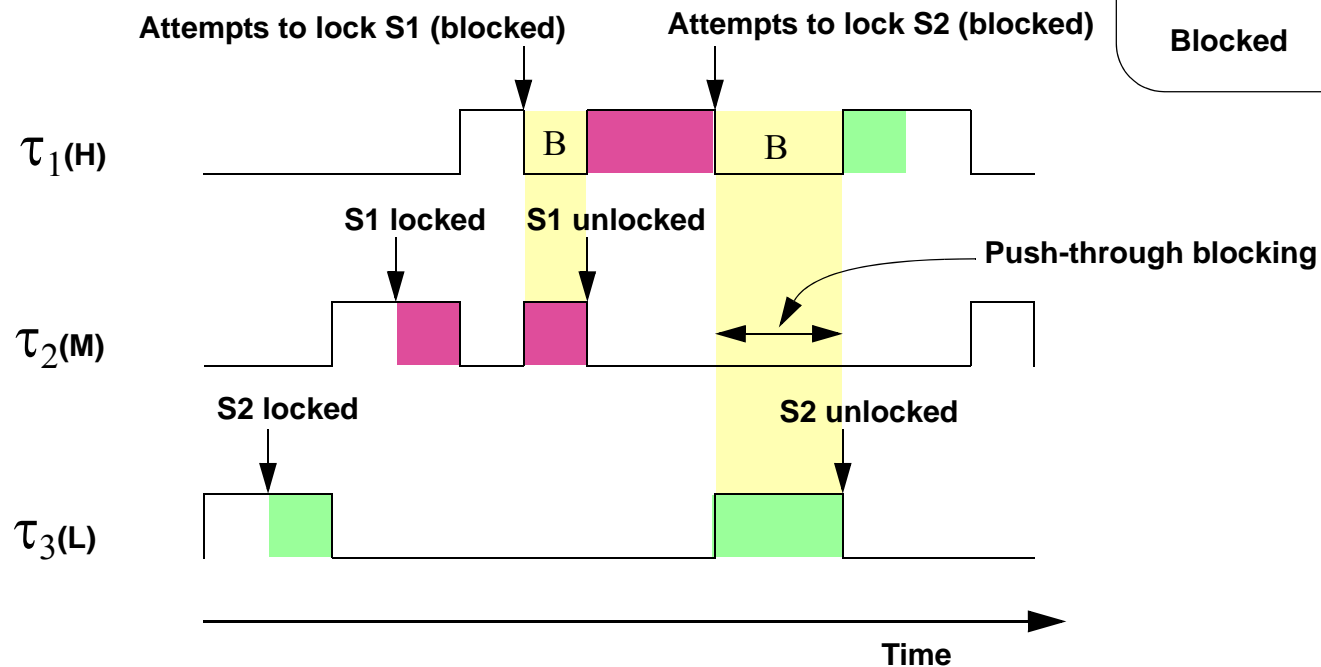 Attempts to lock S1 (blocked)
Attempts to lock S2 (blocked)
Blocked
τ1(H)
B
B
S1 locked
S1 unlocked
Push-through blocking
τ2(M)
S2 locked
S2 unlocked
τ3(L)
Time